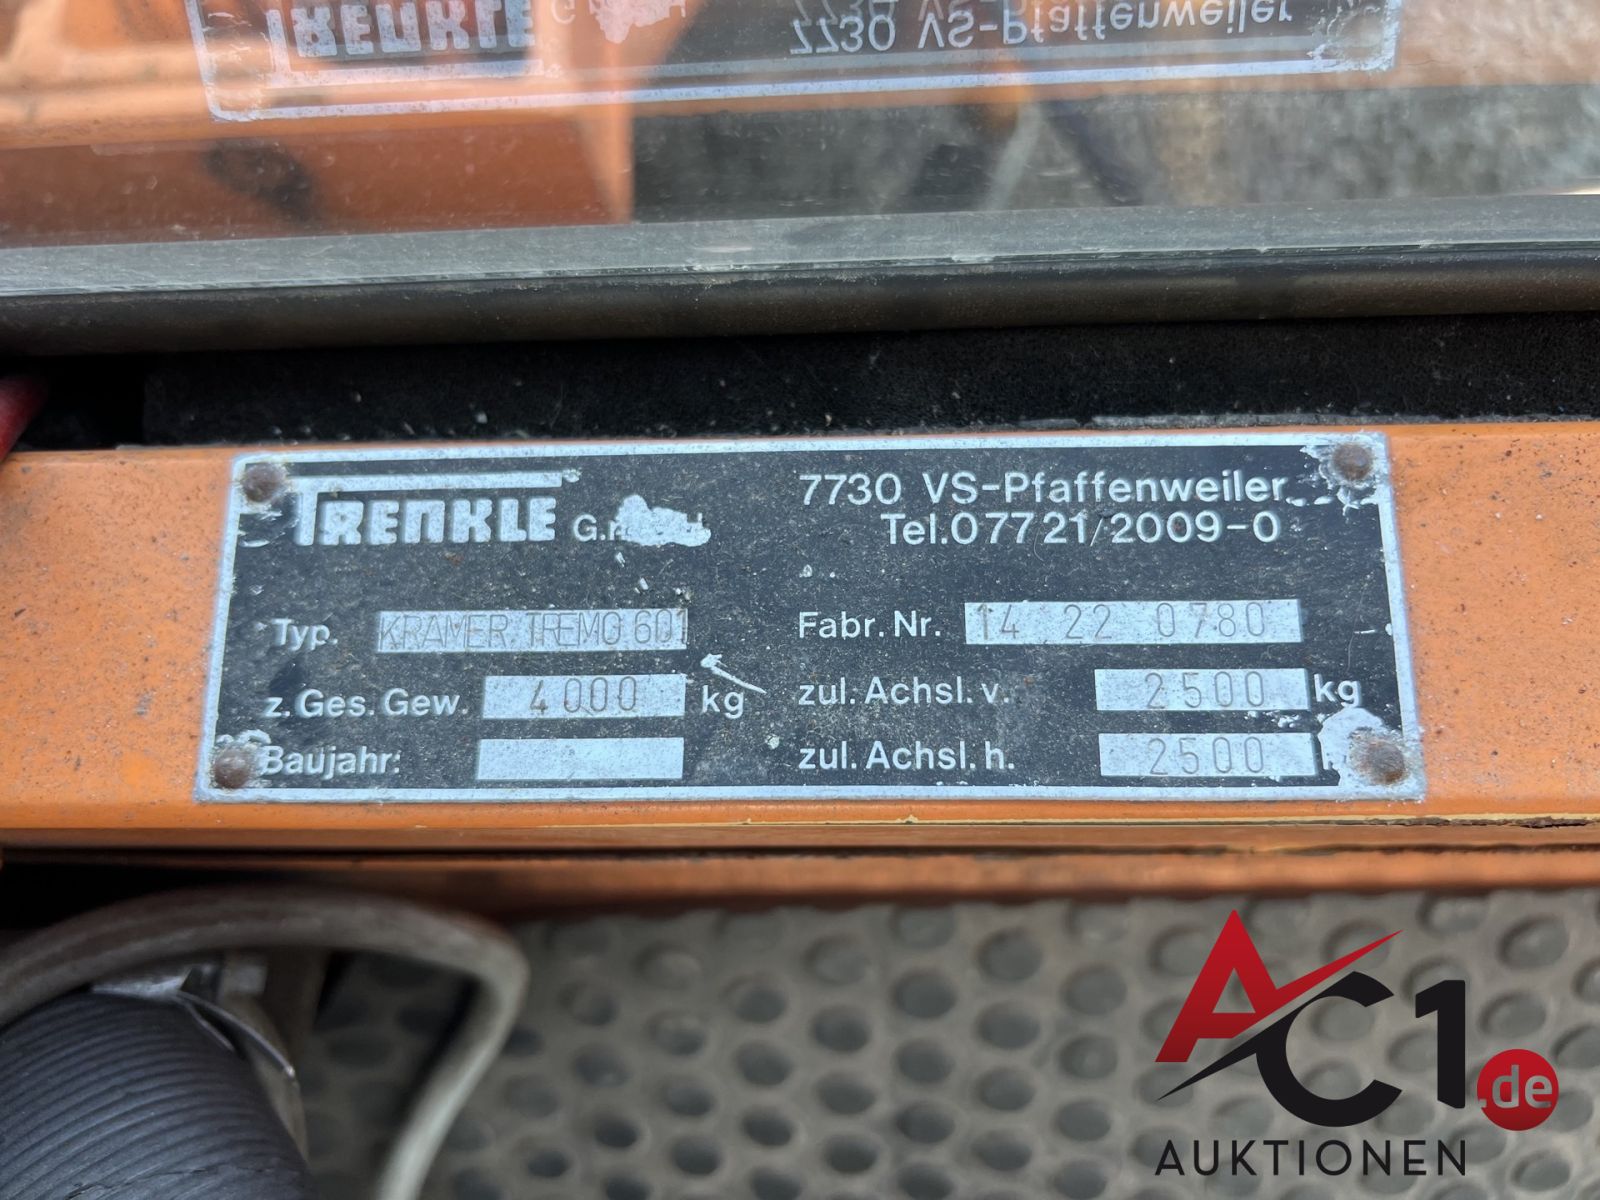 TRENKLE
7730 VS-Pfaffenweiler
Tel. 07721/2009-0
Typ. KRAMER TREMO 601
Fabr. Nr. 14 22 0780
z. Ges. Gew. 4000 kg
zul. Achsl. v. 2500 kg
Baujahr:
zul. Achsl. h. 2500
AC1.de
AUKTIONEN